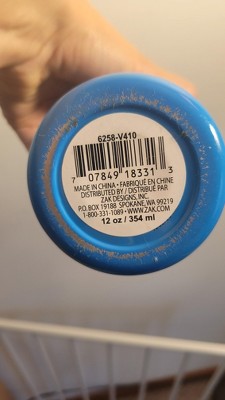 6258-V410
7 07849 18331 3
MADE IN CHINA • FABRIQUÉ EN CHINE
DISTRIBUTED BY / DISTRIBUÉ PAR
ZAK DESIGNS, INC.
P.O. BOX 19188 SPOKANE, WA 99219
1-800-331-1089 • WWW.ZAK.COM
12 oz / 354 ml